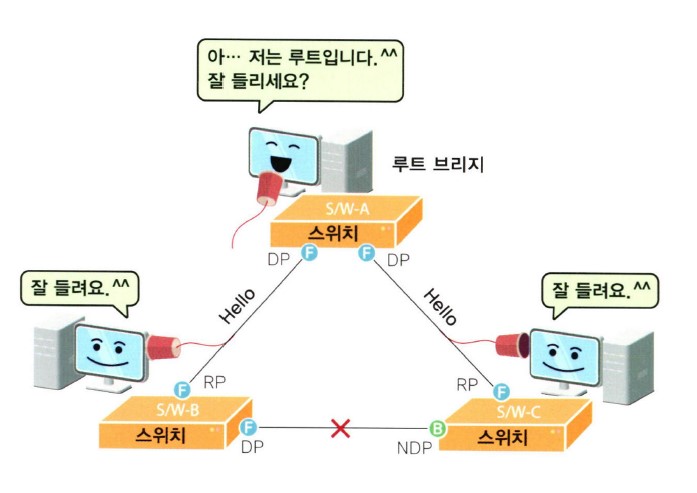 아… 저는 루트입니다.^^
잘 들리세요?
루트 브리지
S/W-A
스위치
DP
F
F
DP
잘 들려요.^^
잘 들려요.^^
Hello
Hello
F
RP
RP
F
S/W-B
스위치
F
DP
B
NDP
S/W-C
스위치